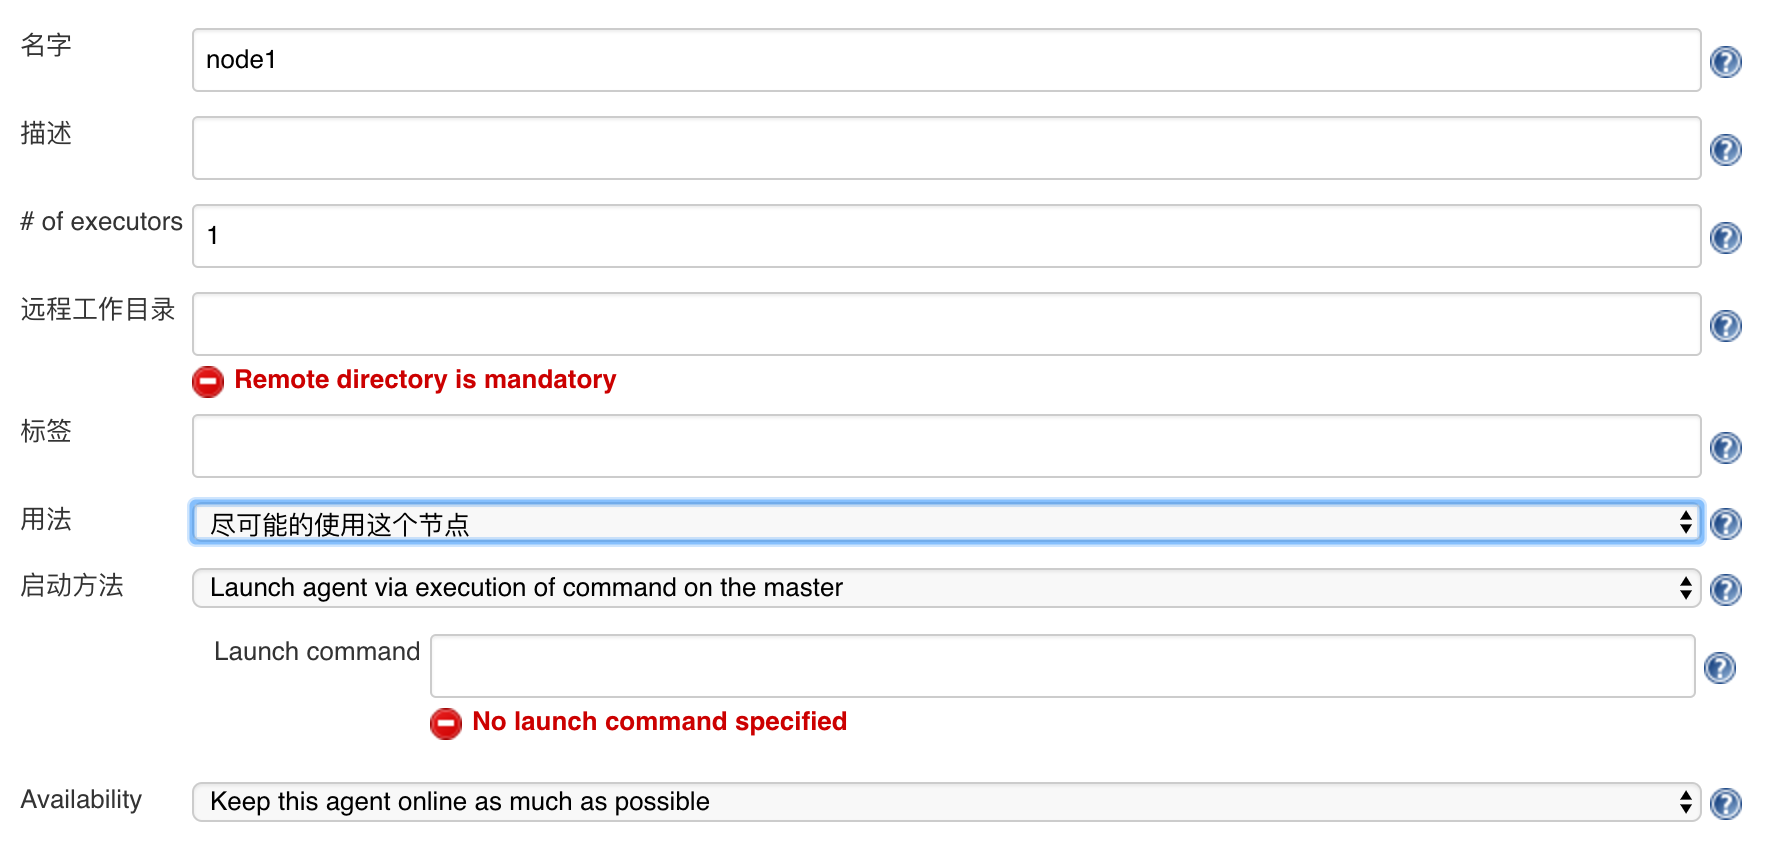 名字
node1
描述
# of executors
1
远程工作目录
Remote directory is mandatory
标签
用法
尽可能的使用这个节点
启动方法
Launch agent via execution of command on the master
Launch command
No launch command specified
Availability
Keep this agent online as much as possible